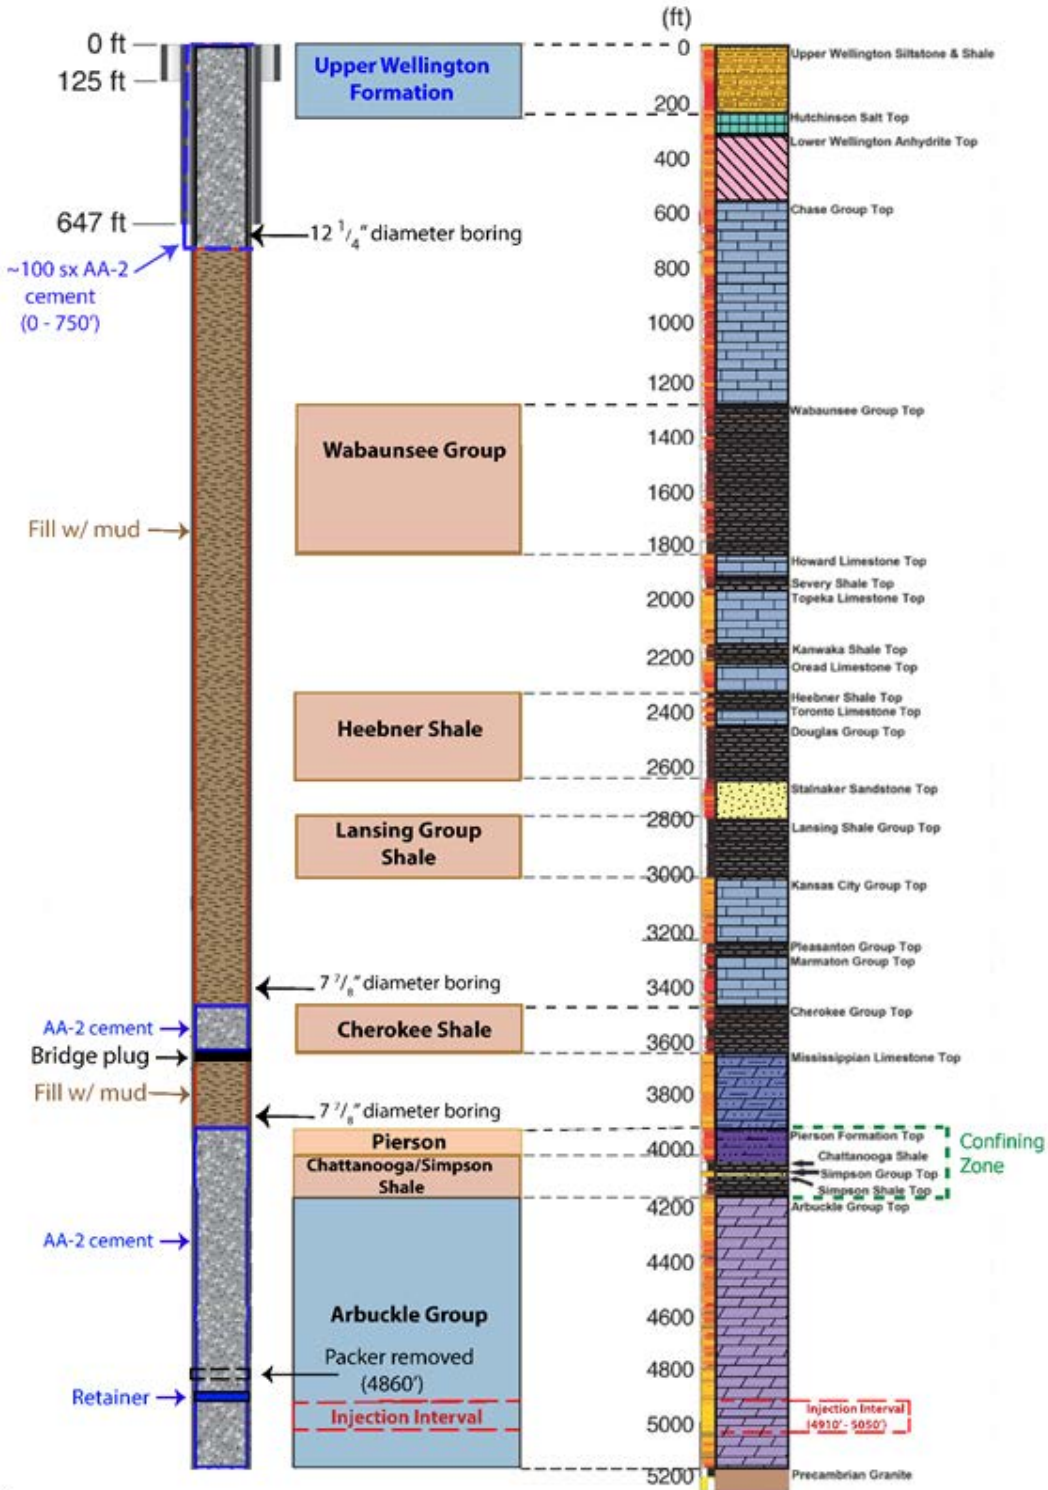 (ft)
0 ft
125 ft
647 ft
12 1/4" diameter boring
~100 sx AA-2
cement
(0 - 750')
Fill w/ mud
7 7/8" diameter boring
AA-2 cement
Bridge plug
Fill w/ mud
7 7/8" diameter boring
AA-2 cement
Retainer
Upper Wellington
Formation
Wabaunsee Group
Heebner Shale
Lansing Group
Shale
Cherokee Shale
Pierson
Chattanooga/Simpson
Shale
Arbuckle Group
Packer removed
(4860')
Injection Interval
0
200
400
600
800
1000
1200
1400
1600
1800
2000
2200
2400
2600
2800
3000
3200
3400
3600
3800
4000
4200
4400
4600
4800
5000
5200
Upper Wellington Siltstone & Shale
Hutchinson Salt Top
Lower Wellington Anhydrite Top
Chase Group Top
Wabaunsee Group Top
Howard Limestone Top
Severy Shale Top
Topeka Limestone Top
Kanwaka Shale Top
Oread Limestone Top
Heebner Shale Top
Toronto Limestone Top
Douglas Group Top
Stalnaker Sandstone Top
Lansing Shale Group Top
Kansas City Group Top
Pleasanton Group Top
Marmaton Group Top
Cherokee Group Top
Mississippian Limestone Top
Pierson Formation Top
Chattanooga Shale
Simpson Group Top
Simpson Shale Top
Confining
Zone
Arbuckle Group Top
Injection Interval
(4910' - 5050')
Precambrian Granite